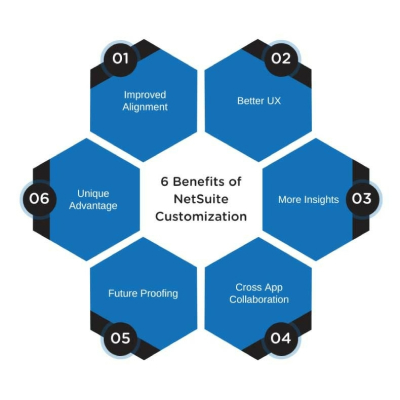 01
Improved
Alignment
02
Better UX
06
Unique
Advantage
6 Benefits of
NetSuite
Customization
More Insights
03
Future Proofing
05
Cross App
Collaboration
04